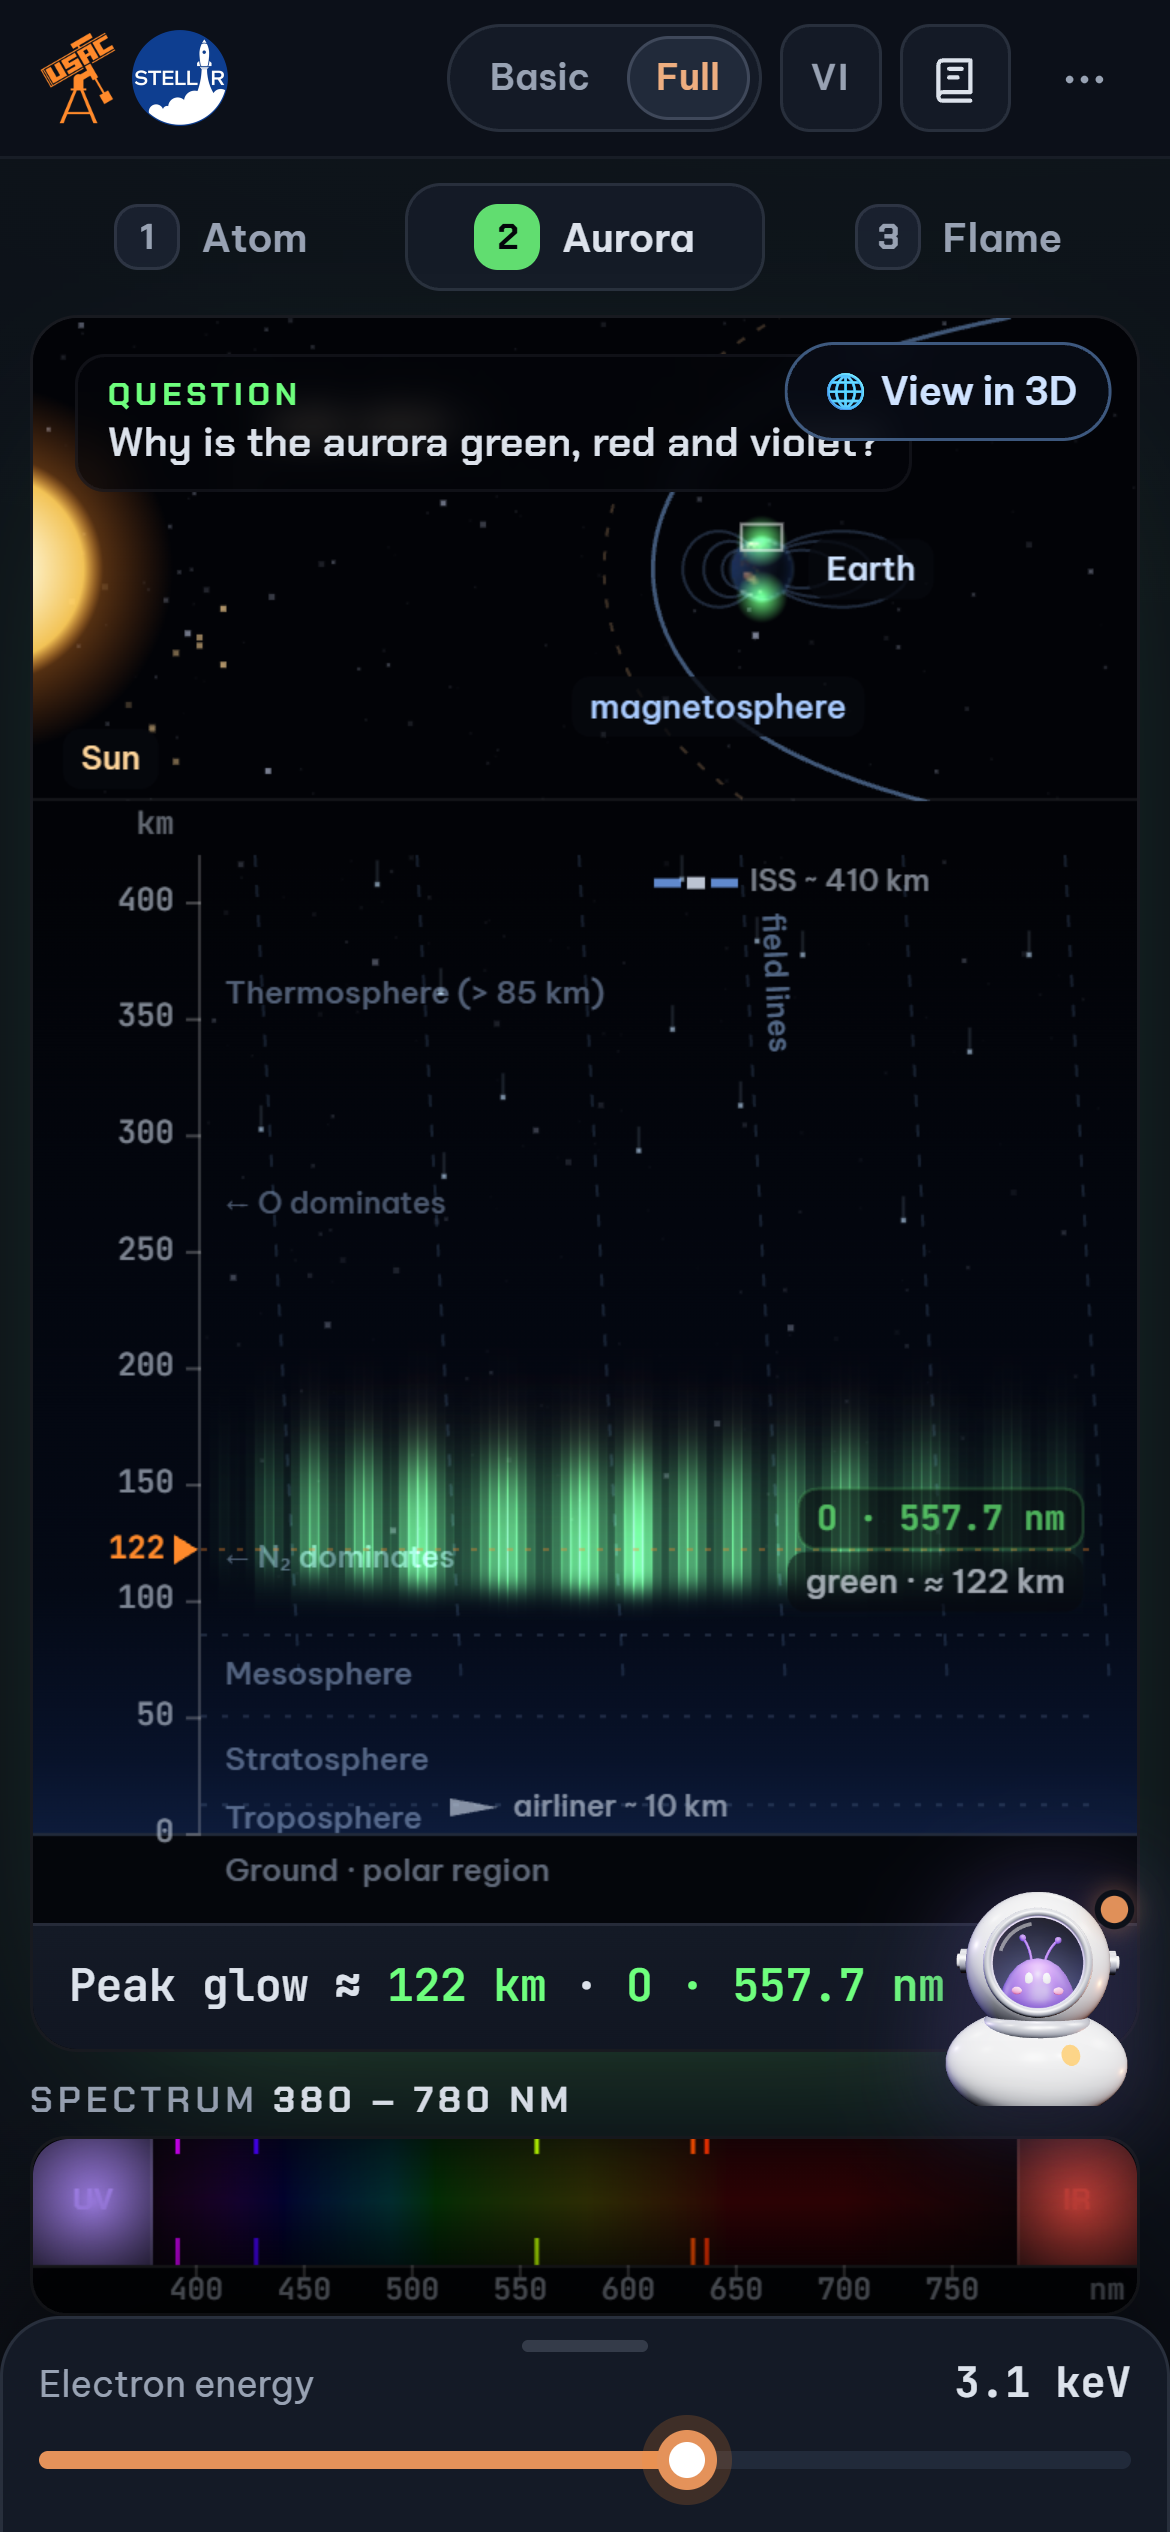 USAC
STELLAR
Basic
Full
VI
1 Atom
2 Aurora
3 Flame
QUESTION
Why is the aurora green, red and violet?
View in 3D
Earth
magnetosphere
Sun
km
ISS ~ 410 km
400
field lines
Thermosphere (> 85 km)
350
300
← O dominates
250
200
150
O · 557.7 nm
122
← N₂ dominates
green · ≈ 122 km
100
Mesosphere
50
Stratosphere
airliner ~ 10 km
Troposphere
0
Ground · polar region
Peak glow ≈ 122 km · O · 557.7 nm
SPECTRUM 380 – 780 NM
UV
IR
400 450 500 550 600 650 700 750 nm
Electron energy
3.1 keV